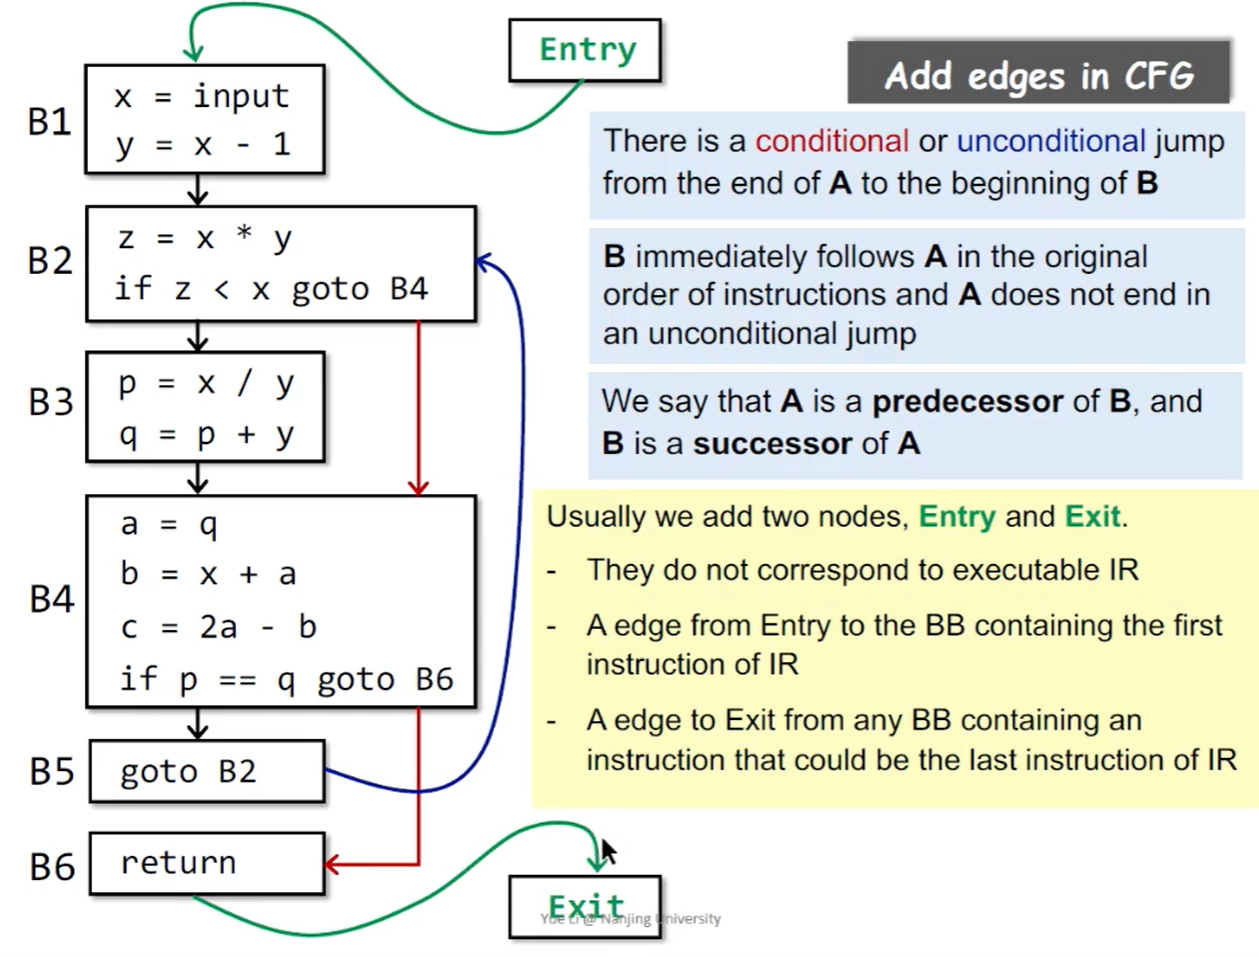 Entry
Add edges in CFG
B1
x = input
y = x - 1
B2
z = x * y
if z < x goto B4
B3
p = x / y
q = p + y
B4
a = q
b = x + a
c = 2a - b
if p == q goto B6
B5
goto B2
B6
return
There is a conditional or unconditional jump
from the end of A to the beginning of B
B immediately follows A in the original
order of instructions and A does not end in
an unconditional jump
We say that A is a predecessor of B, and
B is a successor of A
Usually we add two nodes, Entry and Exit.
- They do not correspond to executable IR
- A edge from Entry to the BB containing the first
instruction of IR
- A edge to Exit from any BB containing an
instruction that could be the last instruction of IR
Exit
Yue Li @ Nanjing University